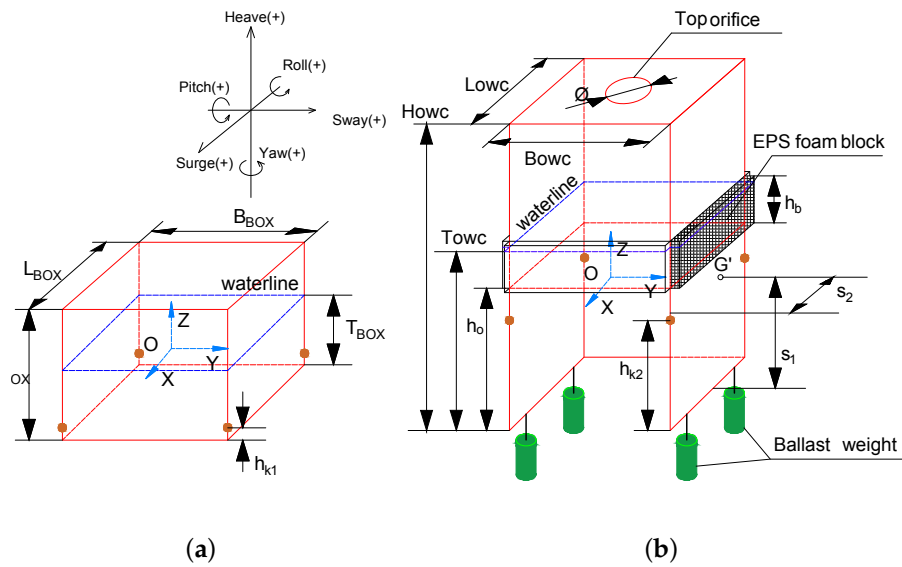 Heave(+)
Roll(+)
Pitch(+)
Sway(+)
Surge(+)
Yaw(+)
B_BOX
L_BOX
waterline
T_BOX
Z
O
Y
X
OX
h_k1
(a)
Top orifice
Lowc
Ø
Howc
Bowc
EPS foam block
waterline
h_b
Towc
Z
O
Y
G'
X
s_2
h_o
h_k2
s_1
Ballast weight
(b)